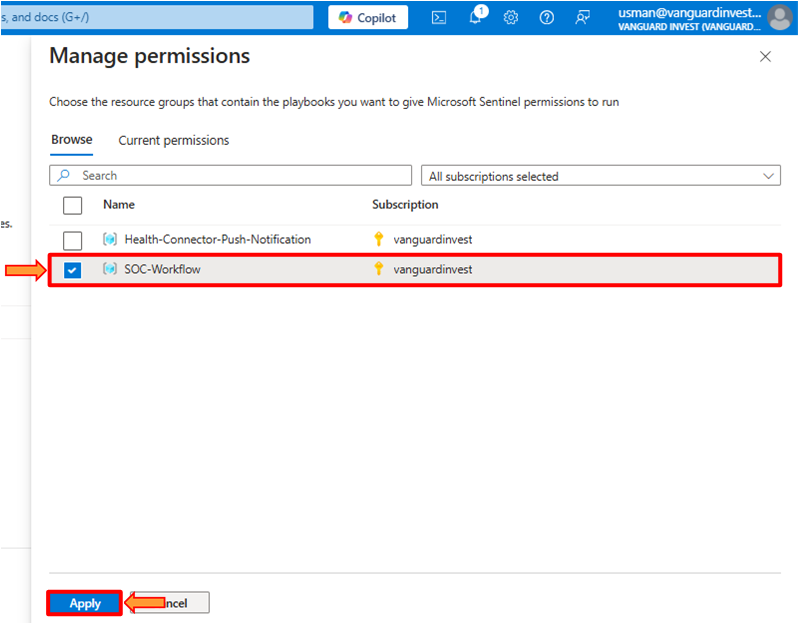 s, and docs (G+/)
Copilot
1
usman@vanguardinvest...
VANGUARD INVEST (VANGUARD...
Manage permissions
Choose the resource groups that contain the playbooks you want to give Microsoft Sentinel permissions to run
Browse Current permissions
Search All subscriptions selected
es.
Name Subscription
Health-Connector-Push-Notification vanguardinvest
SOC-Workflow vanguardinvest
Apply ncel